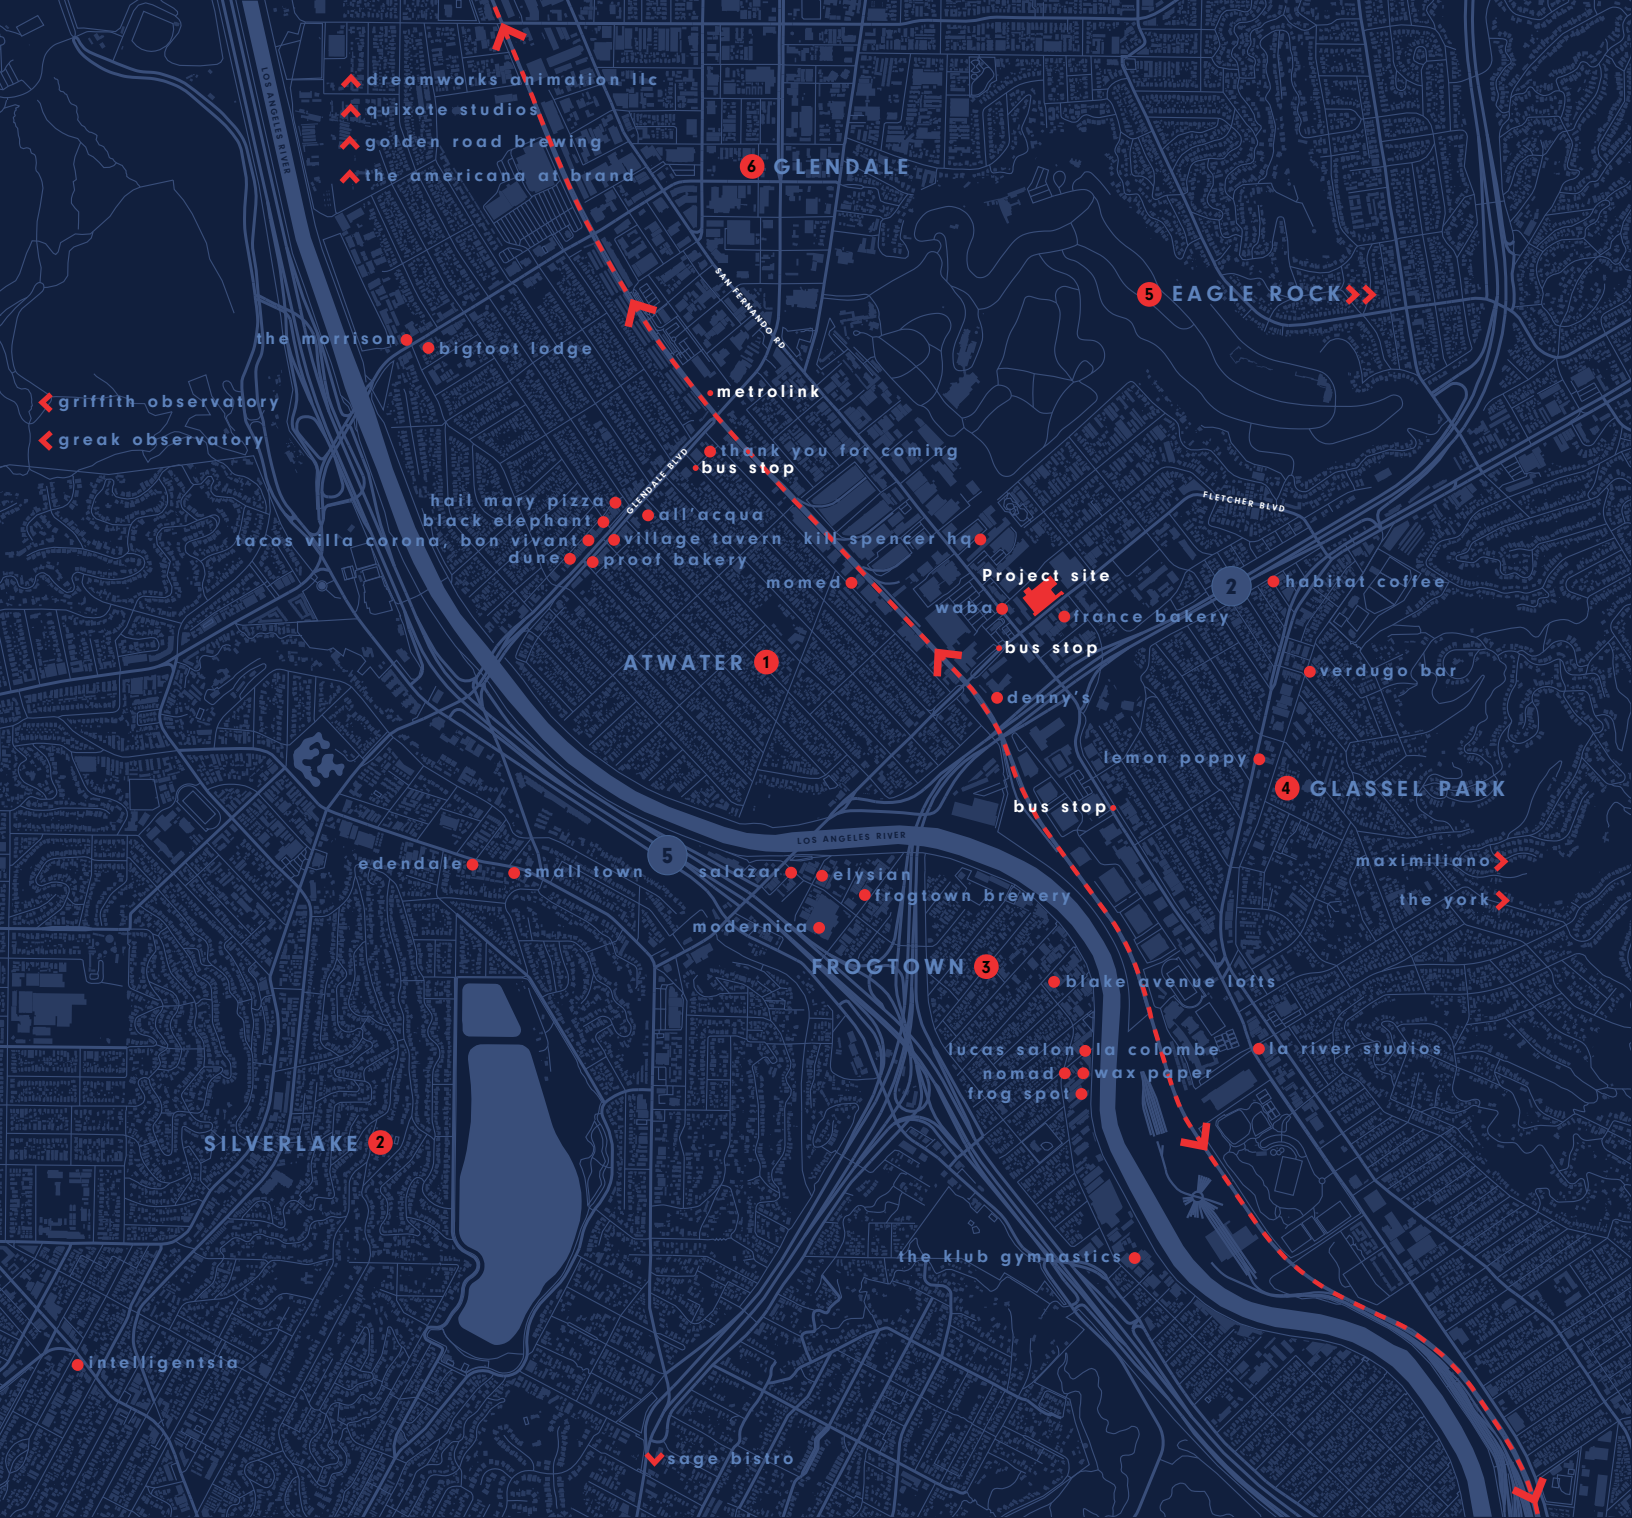 LOS ANGELES RIVER
dreamworks animation llc
quixote studios
golden road brewing
the americana at brand
6 GLENDALE
SAN FERNANDO RD
5 EAGLE ROCK
the morrison
bigfoot lodge
metrolink
griffith observatory
greak observatory
thank you for coming
bus stop
GLENDALE BLVD
FLETCHER BLVD
hail mary pizza
all'acqua
black elephant
tacos villa corona, bon vivant
village tavern
kill spencer hq
dune
proof bakery
momed
Project site
2
habitat coffee
waba
france bakery
bus stop
ATWATER 1
verdugo bar
denny's
lemon poppy
4 GLASSEL PARK
bus stop
LOS ANGELES RIVER
5
edendale
small town
salazar
elysian
maximiliano
frogtown brewery
the york
modernica
FROGTOWN 3
blake avenue lofts
lucas salon
la colombe
la river studios
nomad
wax paper
frog spot
SILVERLAKE 2
the klub gymnastics
intelligentsia
sage bistro